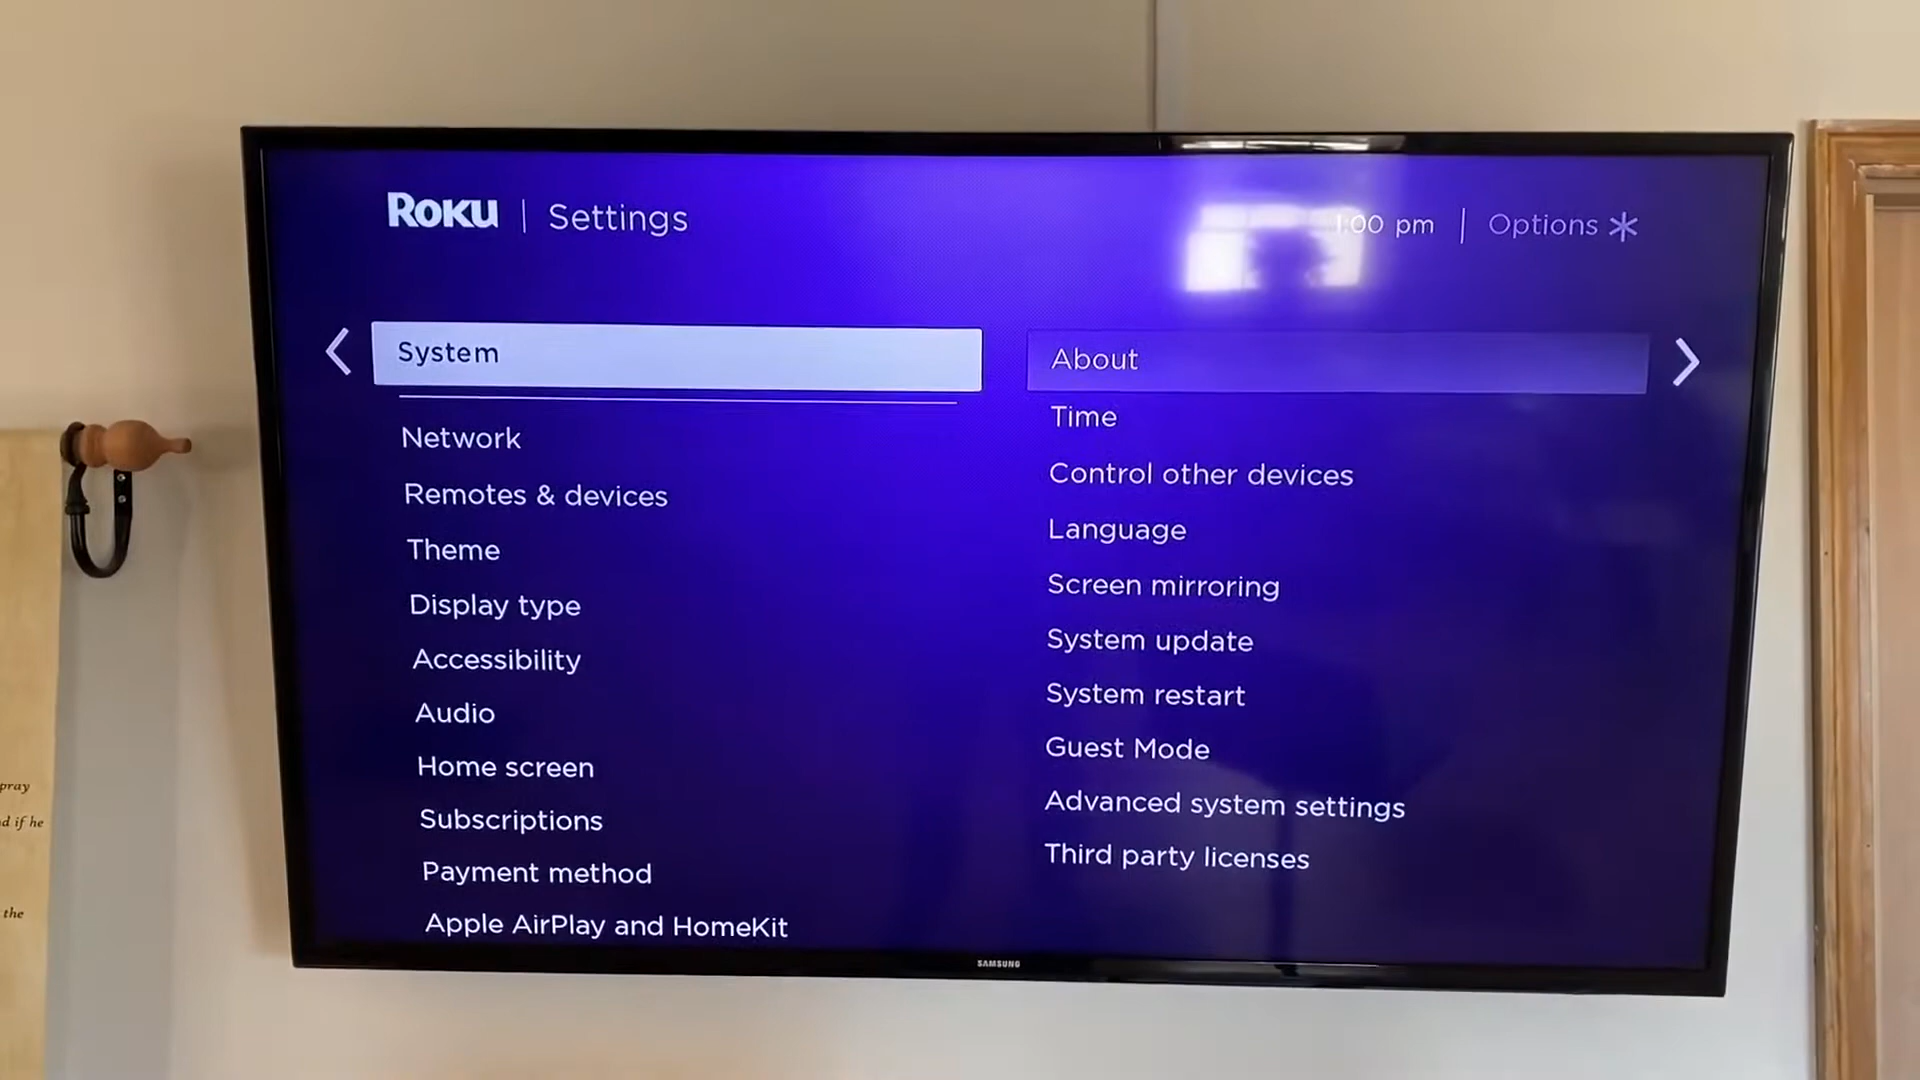 Roku | Settings
1:00 pm | Options *
System
Network
Remotes & devices
Theme
Display type
Accessibility
Audio
Home screen
Subscriptions
Payment method
Apple AirPlay and HomeKit
About
Time
Control other devices
Language
Screen mirroring
System update
System restart
Guest Mode
Advanced system settings
Third party licenses
SAMSUNG
pray
d if he
the